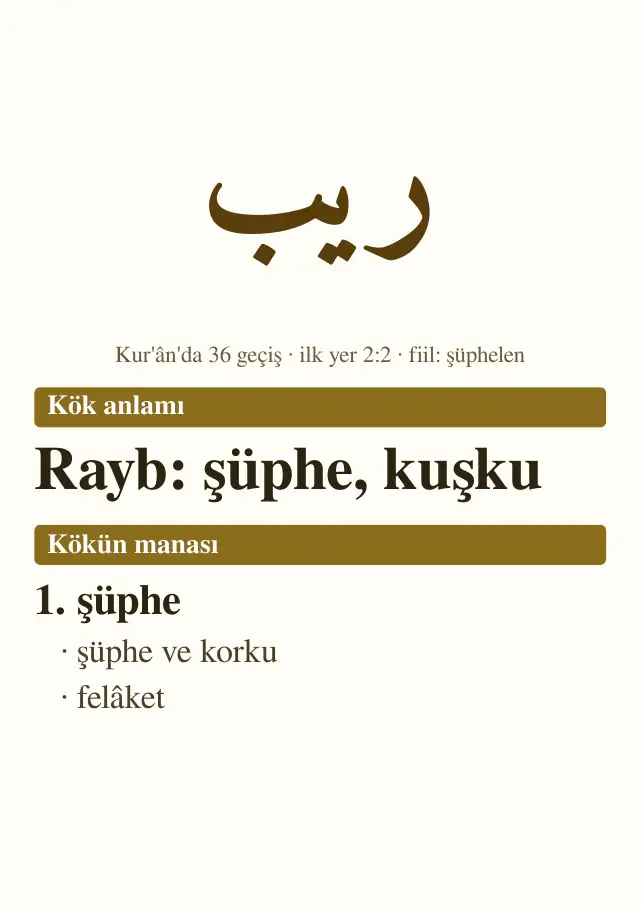 ريب
Kur'ân'da 36 geçiş · ilk yer 2:2 · fiil: şüphelen
Kök anlamı
Rayb: şüphe, kuşku
Kökün manası
1. şüphe
· şüphe ve korku
· felâket